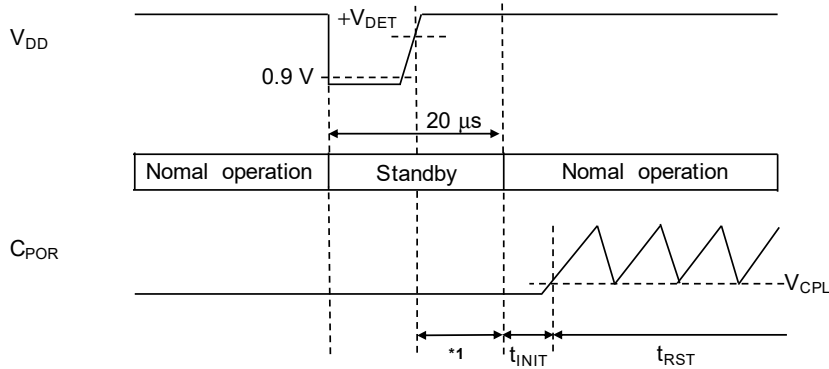 +VDET
VDD
0.9 V
20 µs
Nomal operation
Standby
Nomal operation
CPOR
VCPL
*1
tINIT
tRST